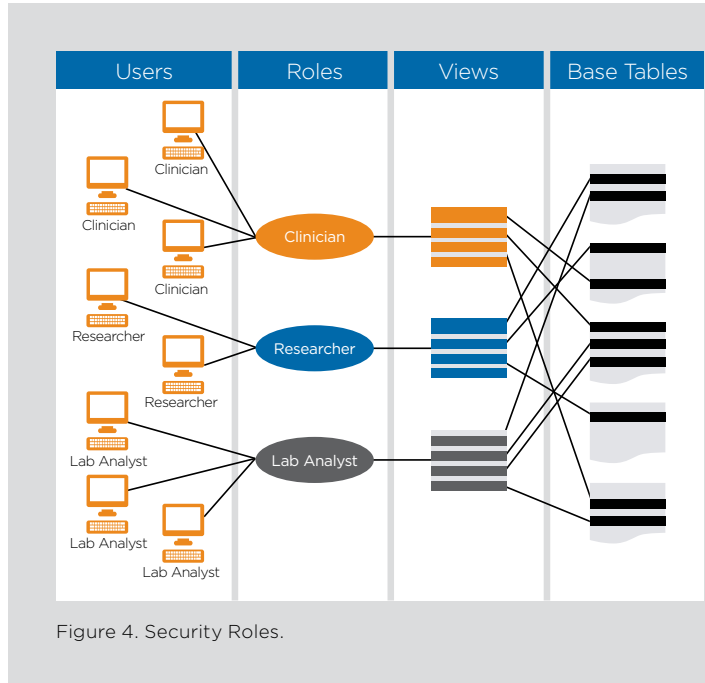 Users Roles Views Base Tables
Clinician
Clinician
Clinician
Clinician
Researcher
Researcher
Researcher
Lab Analyst
Lab Analyst
Lab Analyst
Lab Analyst
Figure 4. Security Roles.